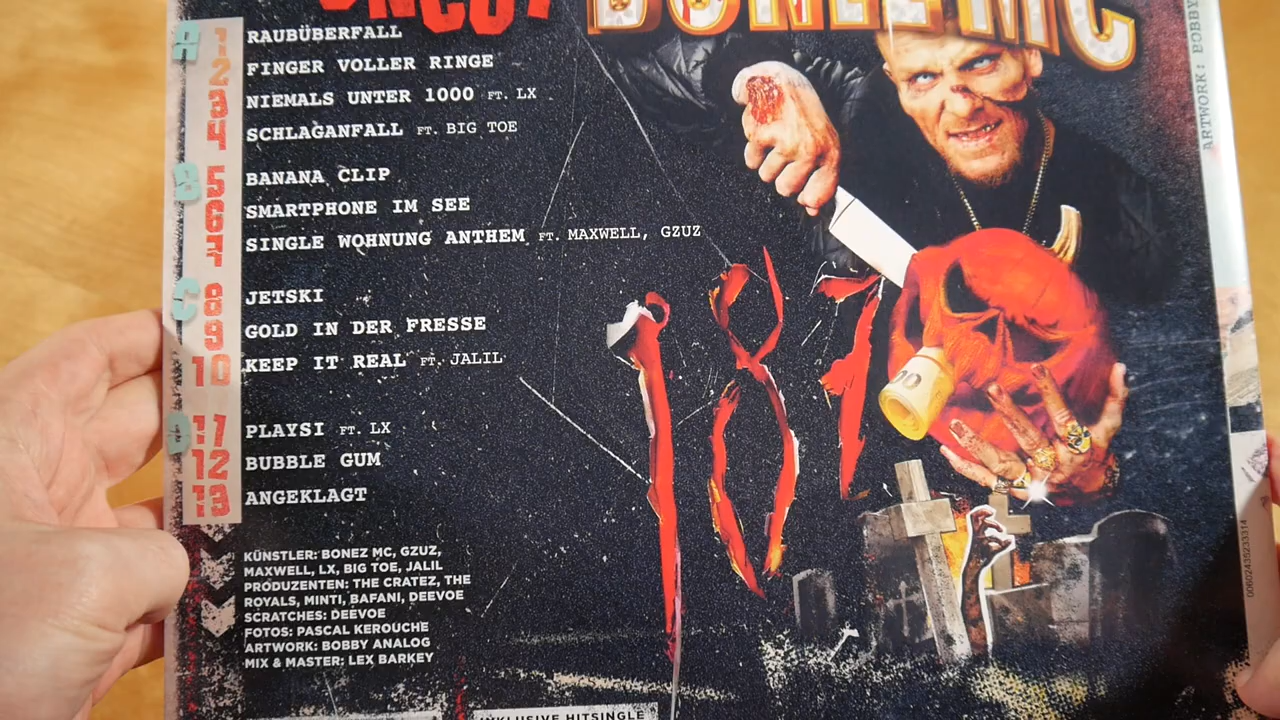 UNCUT
BONEZ MC
A 1 RAUBÜBERFALL
2 FINGER VOLLER RINGE
3 NIEMALS UNTER 1000 FT. LX
4 SCHLAGANFALL FT. BIG TOE
B 5 BANANA CLIP
6 SMARTPHONE IM SEE
7 SINGLE WOHNUNG ANTHEM FT. MAXWELL, GZUZ
C 8 JETSKI
9 GOLD IN DER FRESSE
10 KEEP IT REAL FT. JALIL
D 11 PLAYSI FT. LX
12 BUBBLE GUM
13 ANGEKLAGT
KÜNSTLER: BONEZ MC, GZUZ,
MAXWELL, LX, BIG TOE, JALIL
PRODUZENTEN: THE CRATEZ, THE
ROYALS, MINTI, BAFANI, DEEVOE
SCRATCHES: DEEVOE
FOTOS: PASCAL KEROUCHE
ARTWORK: BOBBY ANALOG
MIX & MASTER: LEX BARKEY
INKLUSIVE HITSINGLE
187
ARTWORK: BOBBY
00602435233314